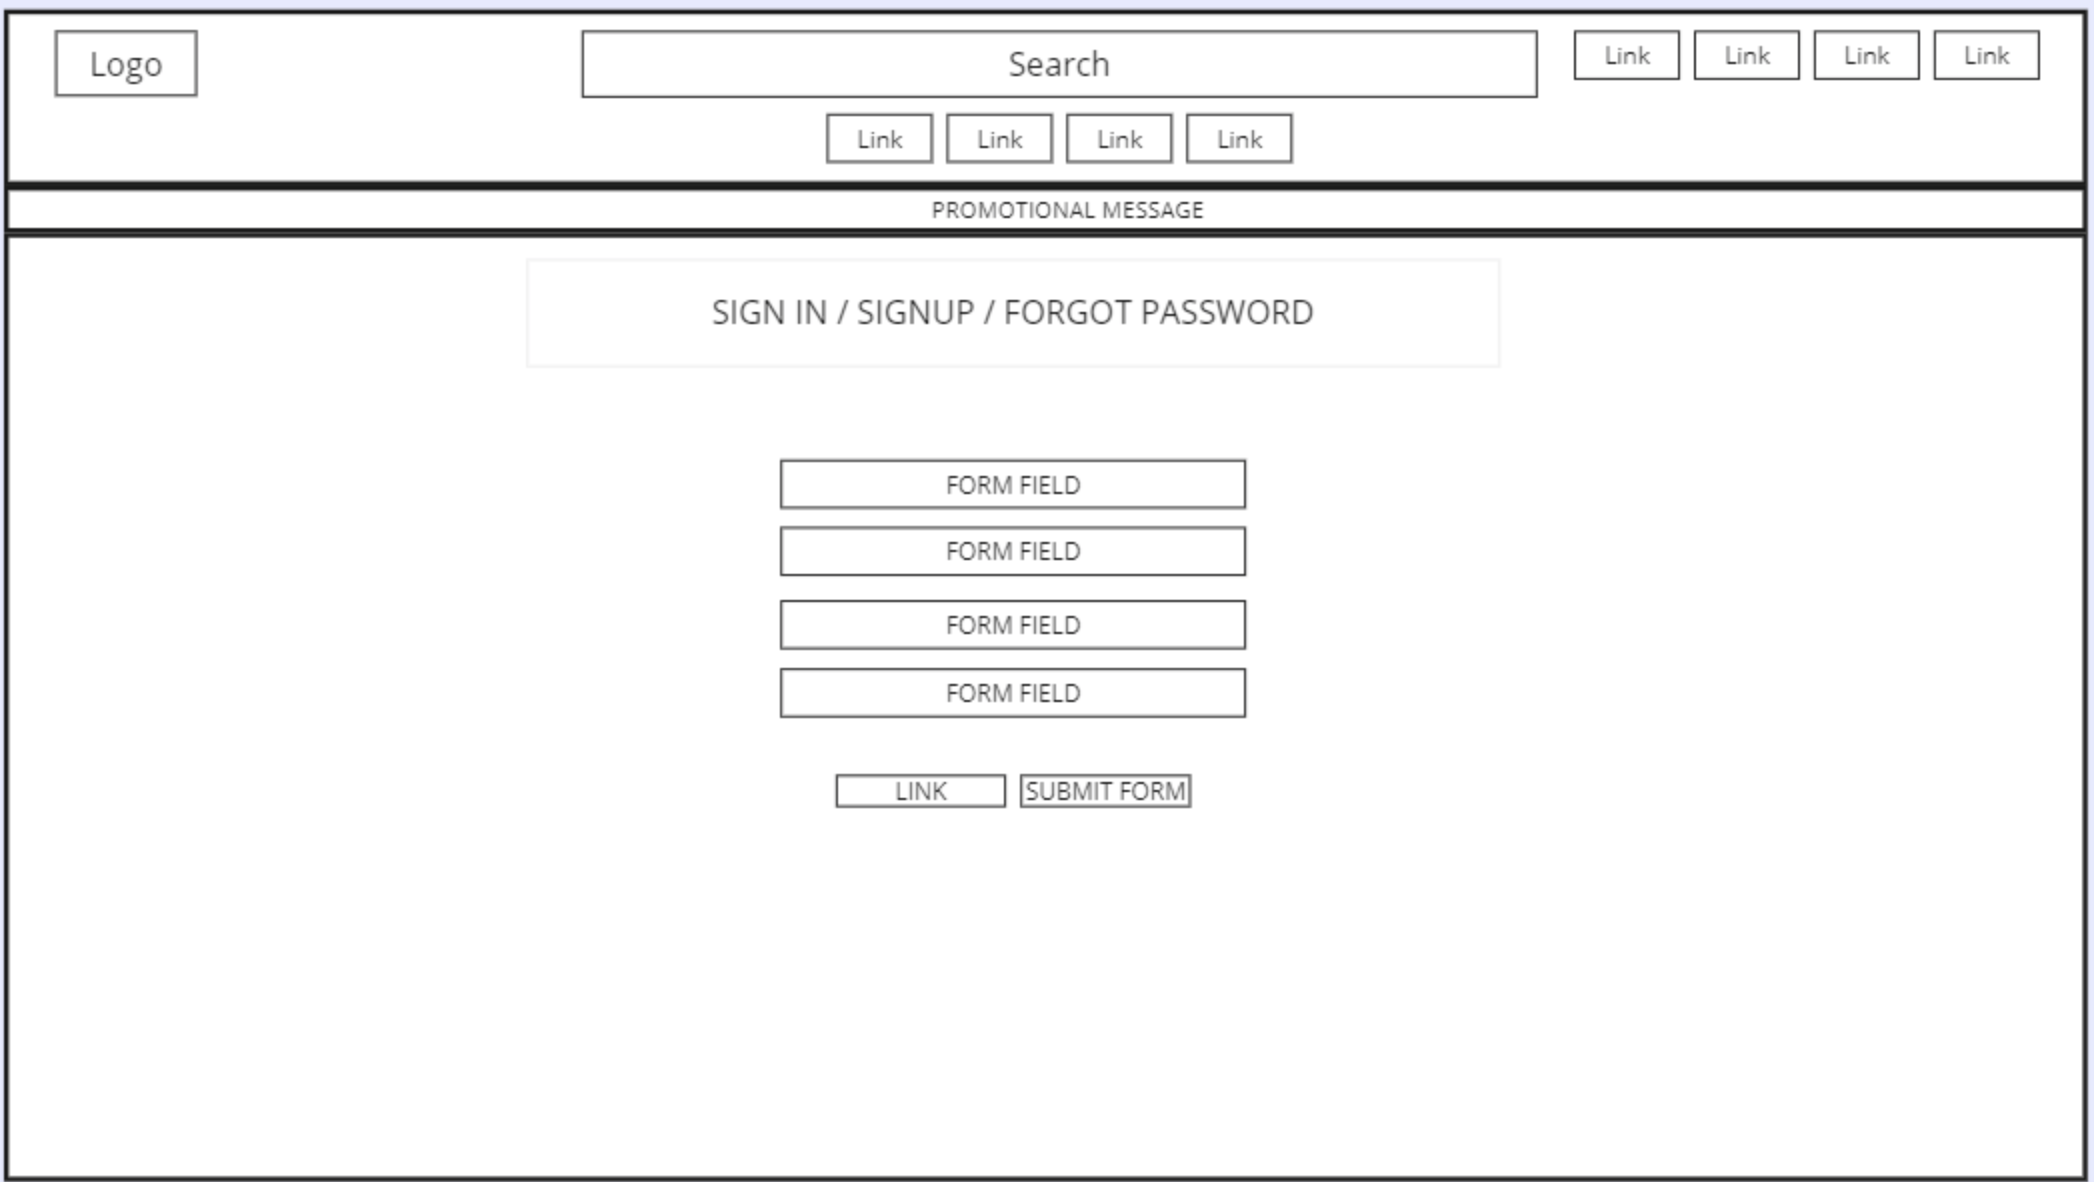 Logo
Search
Link Link Link Link
Link Link Link Link
PROMOTIONAL MESSAGE
SIGN IN / SIGNUP / FORGOT PASSWORD
FORM FIELD
FORM FIELD
FORM FIELD
FORM FIELD
LINK SUBMIT FORM